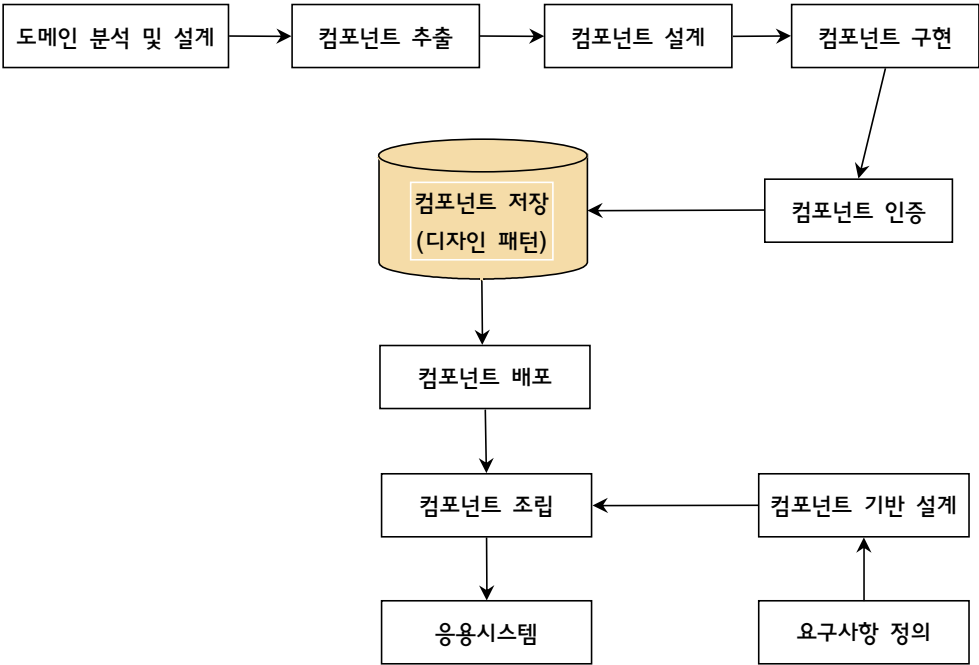 도메인 분석 및 설계
컴포넌트 추출
컴포넌트 설계
컴포넌트 구현
컴포넌트 인증
컴포넌트 저장
(디자인 패턴)
컴포넌트 배포
컴포넌트 조립
컴포넌트 기반 설계
응용시스템
요구사항 정의